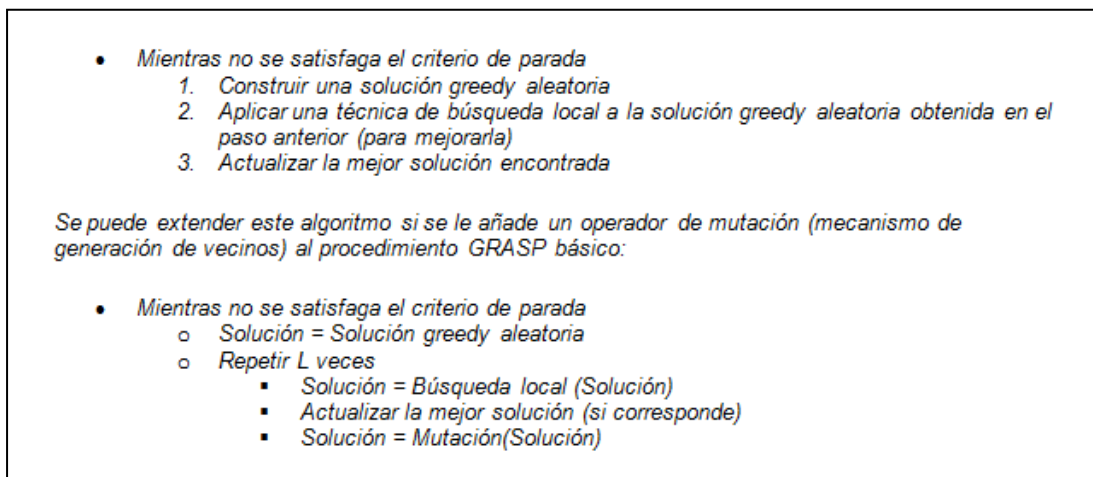 • Mientras no se satisfaga el criterio de parada
1. Construir una solución greedy aleatoria
2. Aplicar una técnica de búsqueda local a la solución greedy aleatoria obtenida en el
paso anterior (para mejorarla)
3. Actualizar la mejor solución encontrada
Se puede extender este algoritmo si se le añade un operador de mutación (mecanismo de
generación de vecinos) al procedimiento GRASP básico:
• Mientras no se satisfaga el criterio de parada
o Solución = Solución greedy aleatoria
o Repetir L veces
▪ Solución = Búsqueda local (Solución)
▪ Actualizar la mejor solución (si corresponde)
▪ Solución = Mutación(Solución)